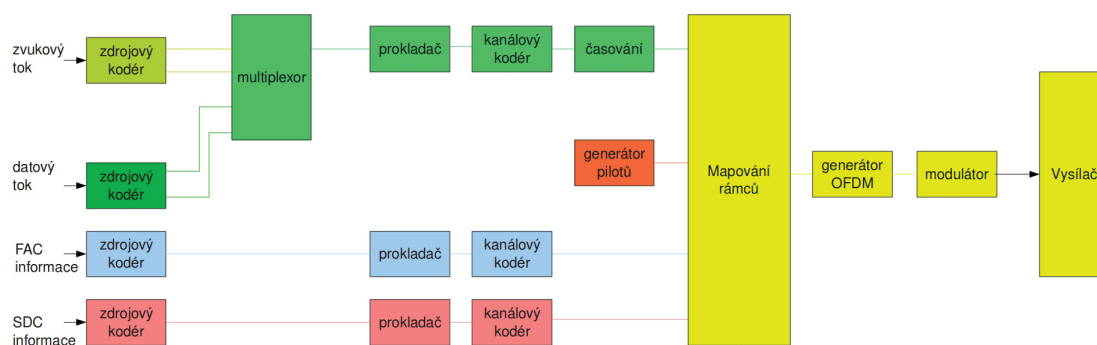 zvukový
tok
zdrojový
kodér
multiplexor
prokladač
kanálový
kodér
časování
datový
tok
zdrojový
kodér
generátor
pilotů
Mapování
rámců
generátor
OFDM
modulátor
Vysílač
FAC
informace
zdrojový
kodér
prokladač
kanálový
kodér
SDC
informace
zdrojový
kodér
prokladač
kanálový
kodér